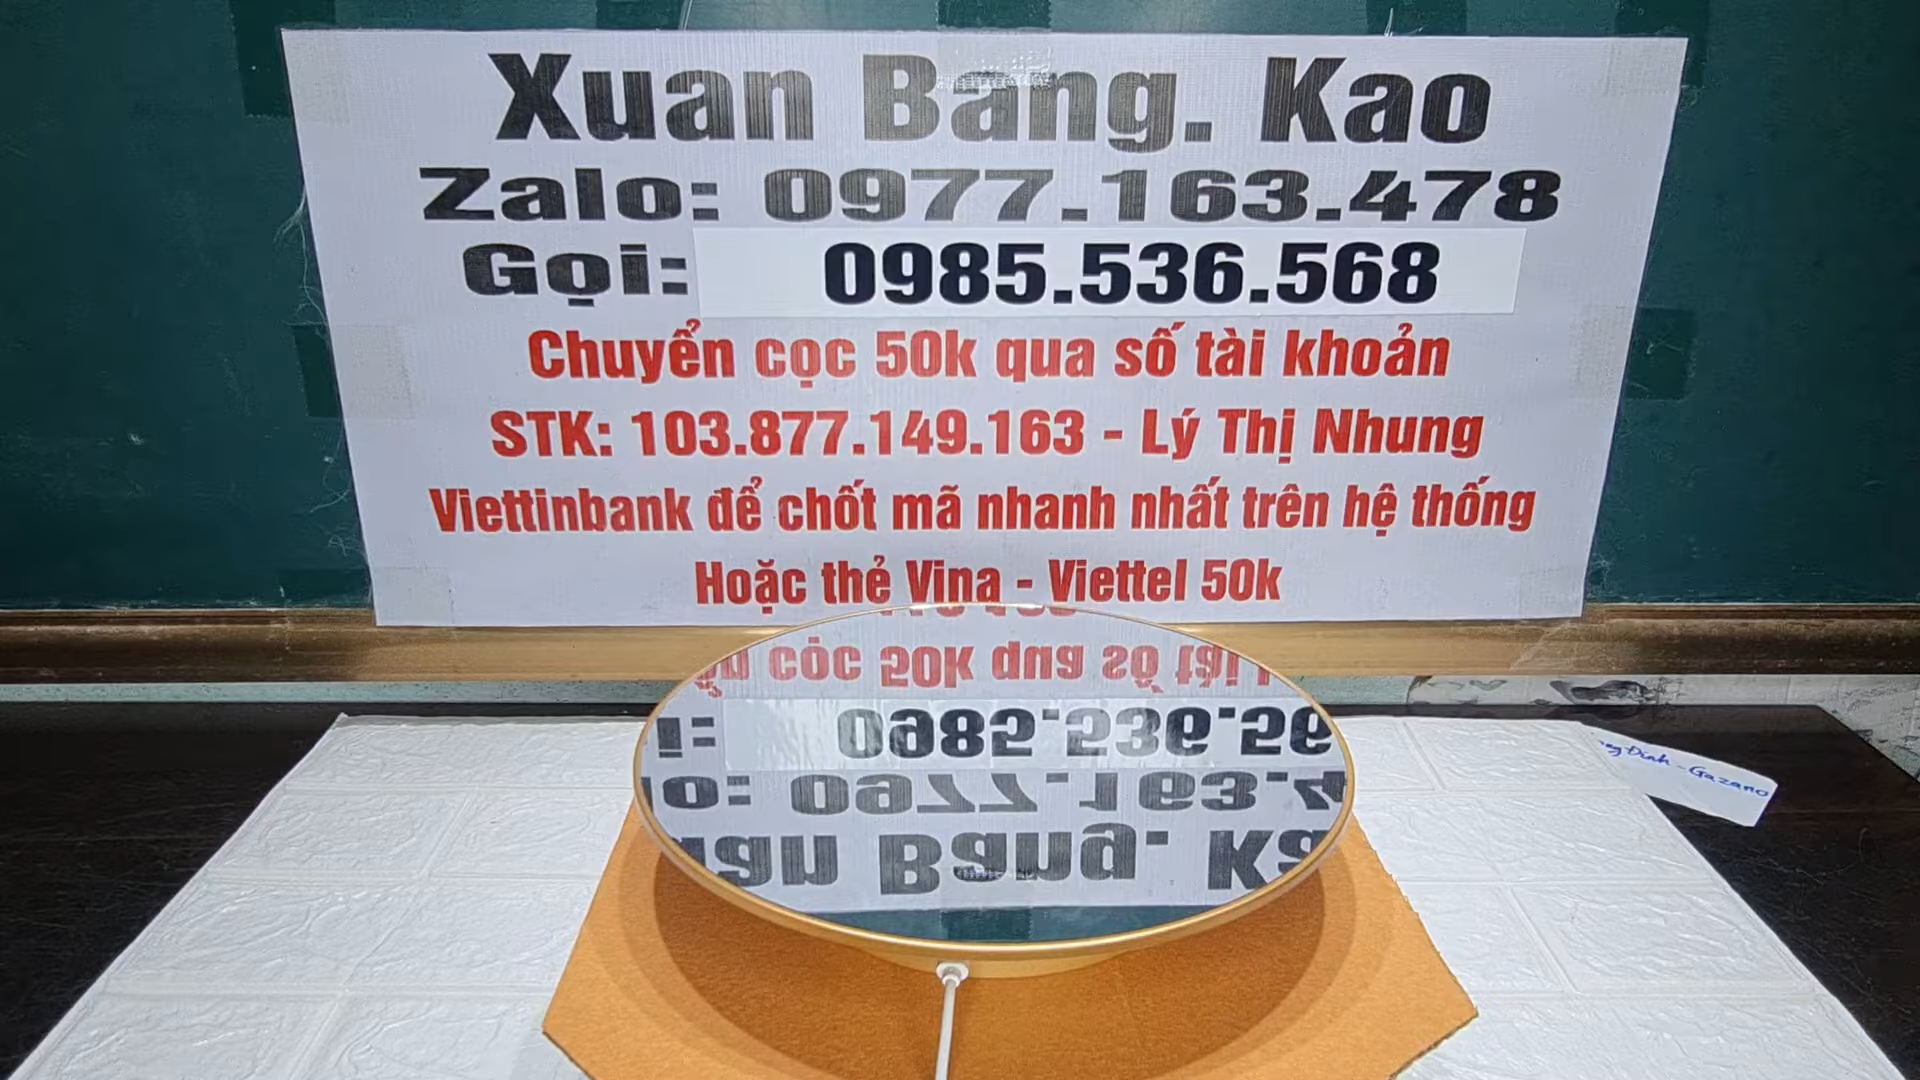 Xuan Bang. Kao
Zalo: 0977.163.478
Gọi: 0985.536.568
Chuyển cọc 50k qua số tài khoản
STK: 103.877.149.163 - Lý Thị Nhung
Viettinbank để chốt mã nhanh nhất trên hệ thống
Hoặc thẻ Vina - Viettel 50k
Đình - Gazano